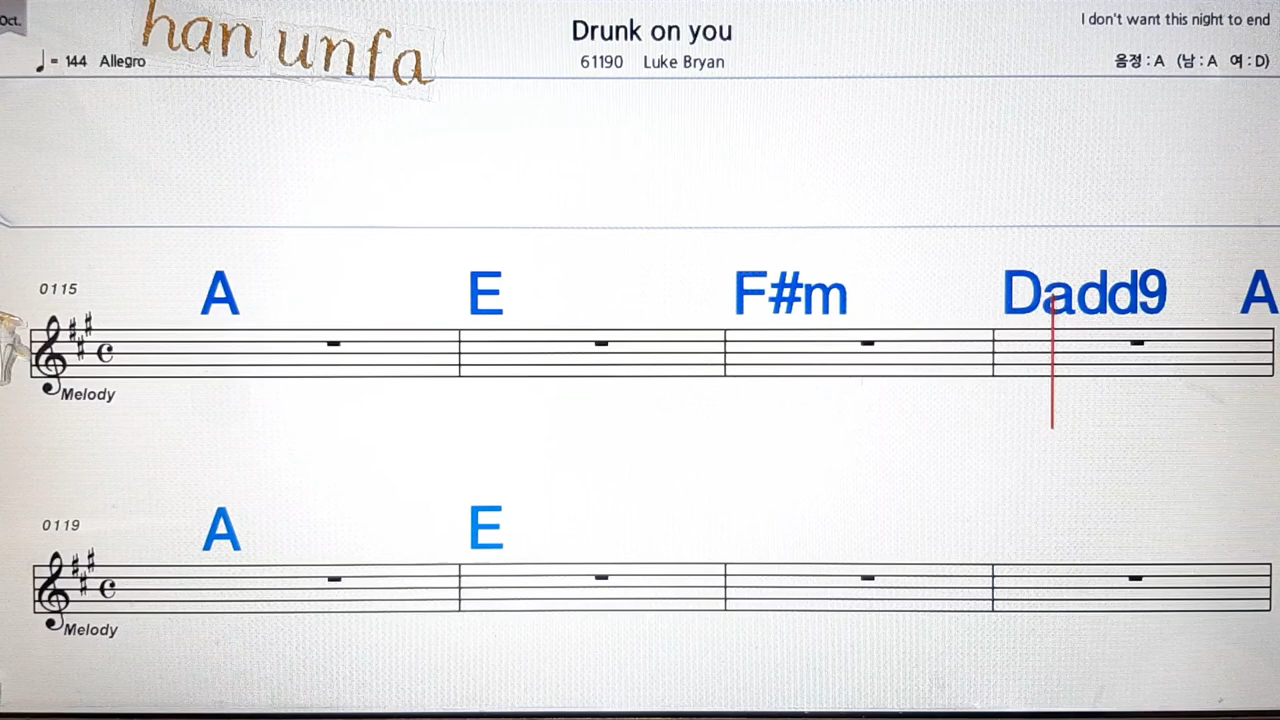 Oct.
han unfa
Drunk on you
I don't want this night to end
♩= 144 Allegro
61190 Luke Bryan
음정 : A (남 : A 여 : D)
0115
A E F#m Dadd9 A
Melody
0119
A E
Melody